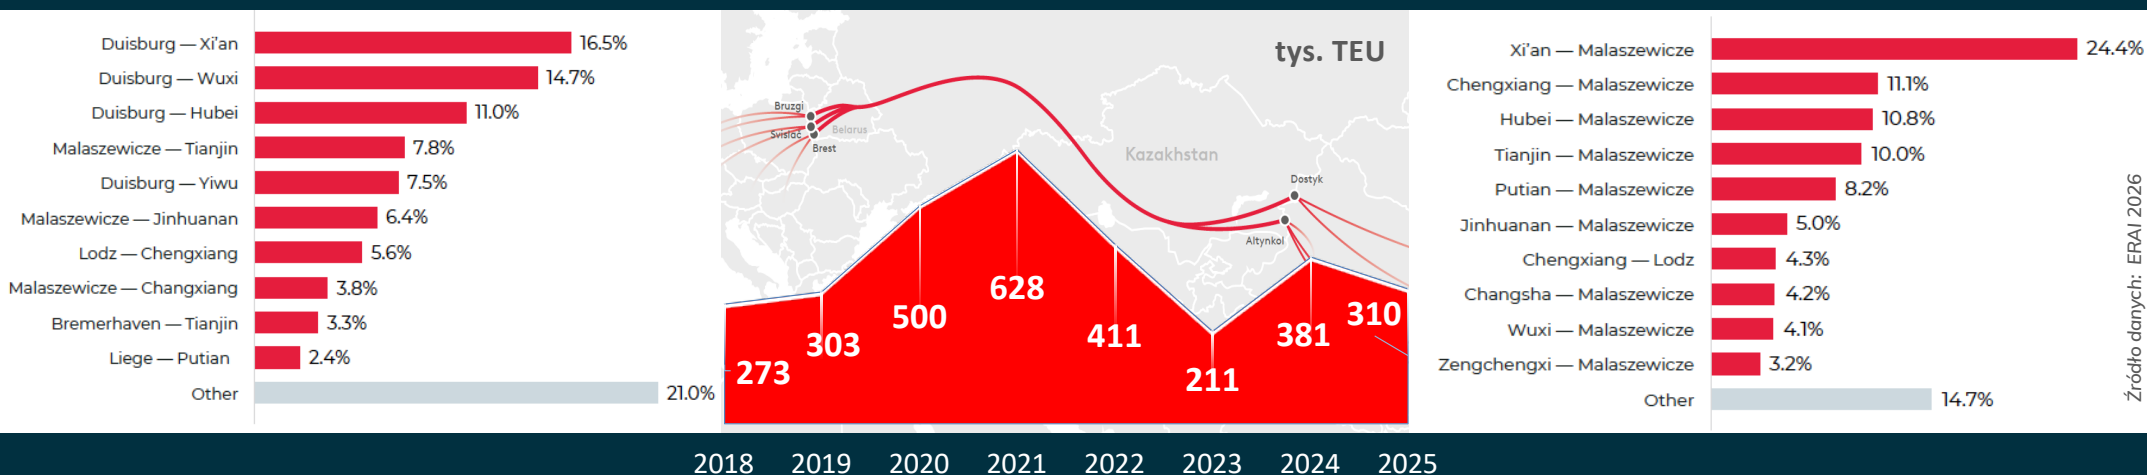 Duisburg — Xi'an 16.5%
Duisburg — Wuxi 14.7%
Duisburg — Hubei 11.0%
Malaszewicze — Tianjin 7.8%
Duisburg — Yiwu 7.5%
Malaszewicze — Jinhuanan 6.4%
Lodz — Chengxiang 5.6%
Malaszewicze — Changxiang 3.8%
Bremerhaven — Tianjin 3.3%
Liege — Putian 2.4%
Other 21.0%
tys. TEU
Bruzgi
Svisłač
Belarus
Brest
Kazakhstan
Dostyk
Altynkol
273
303
500
628
411
211
381
310
2018 2019 2020 2021 2022 2023 2024 2025
Xi'an — Malaszewicze 24.4%
Chengxiang — Malaszewicze 11.1%
Hubei — Malaszewicze 10.8%
Tianjin — Malaszewicze 10.0%
Putian — Malaszewicze 8.2%
Jinhuanan — Malaszewicze 5.0%
Chengxiang — Lodz 4.3%
Changsha — Malaszewicze 4.2%
Wuxi — Malaszewicze 4.1%
Zengchengxi — Malaszewicze 3.2%
Other 14.7%
Źródło danych: ERAI 2026